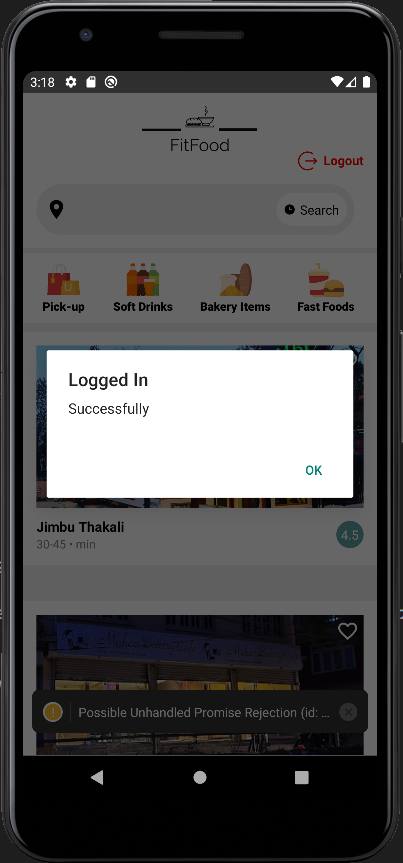 3:18
FitFood
Logout
Search
Pick-up
Soft Drinks
Bakery Items
Fast Foods
Logged In
Successfully
OK
Jimbu Thakali
30-45 • min
4.5
Possible Unhandled Promise Rejection (id: ...